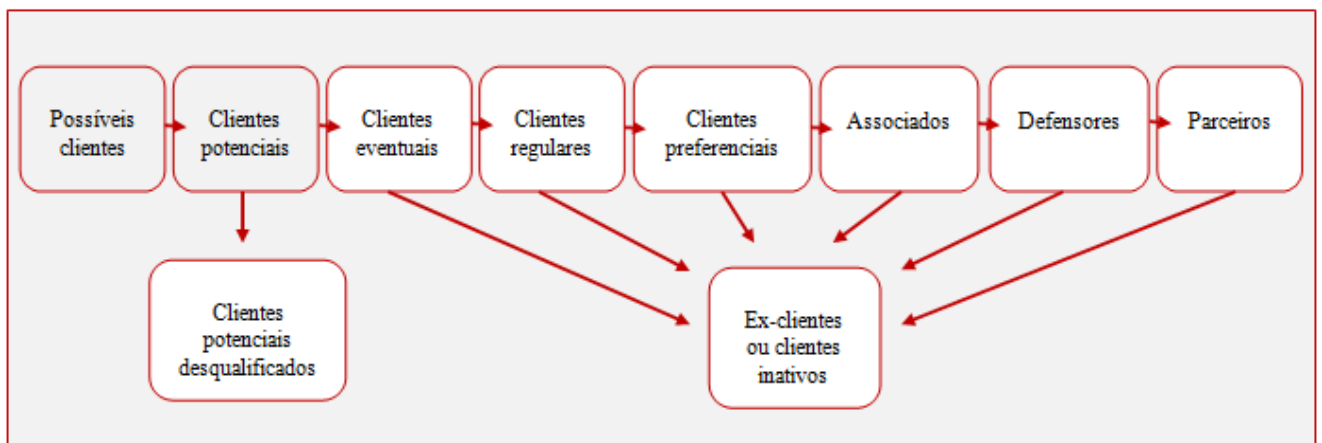 Possíveis
clientes
Clientes
potenciais
Clientes
eventuais
Clientes
regulares
Clientes
preferenciais
Associados
Defensores
Parceiros
Clientes
potenciais
desqualificados
Ex-clientes
ou clientes
inativos